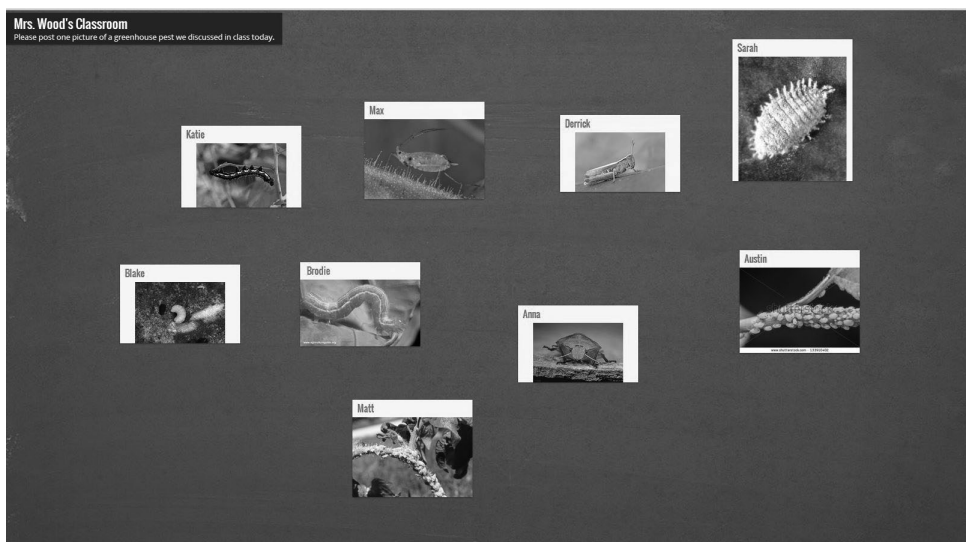 Mrs. Wood's Classroom
Please post one picture of a greenhouse pest we discussed in class today.
Sarah
Max
Derrick
Katie
Austin
Brodie
Blake
Anna
Matt